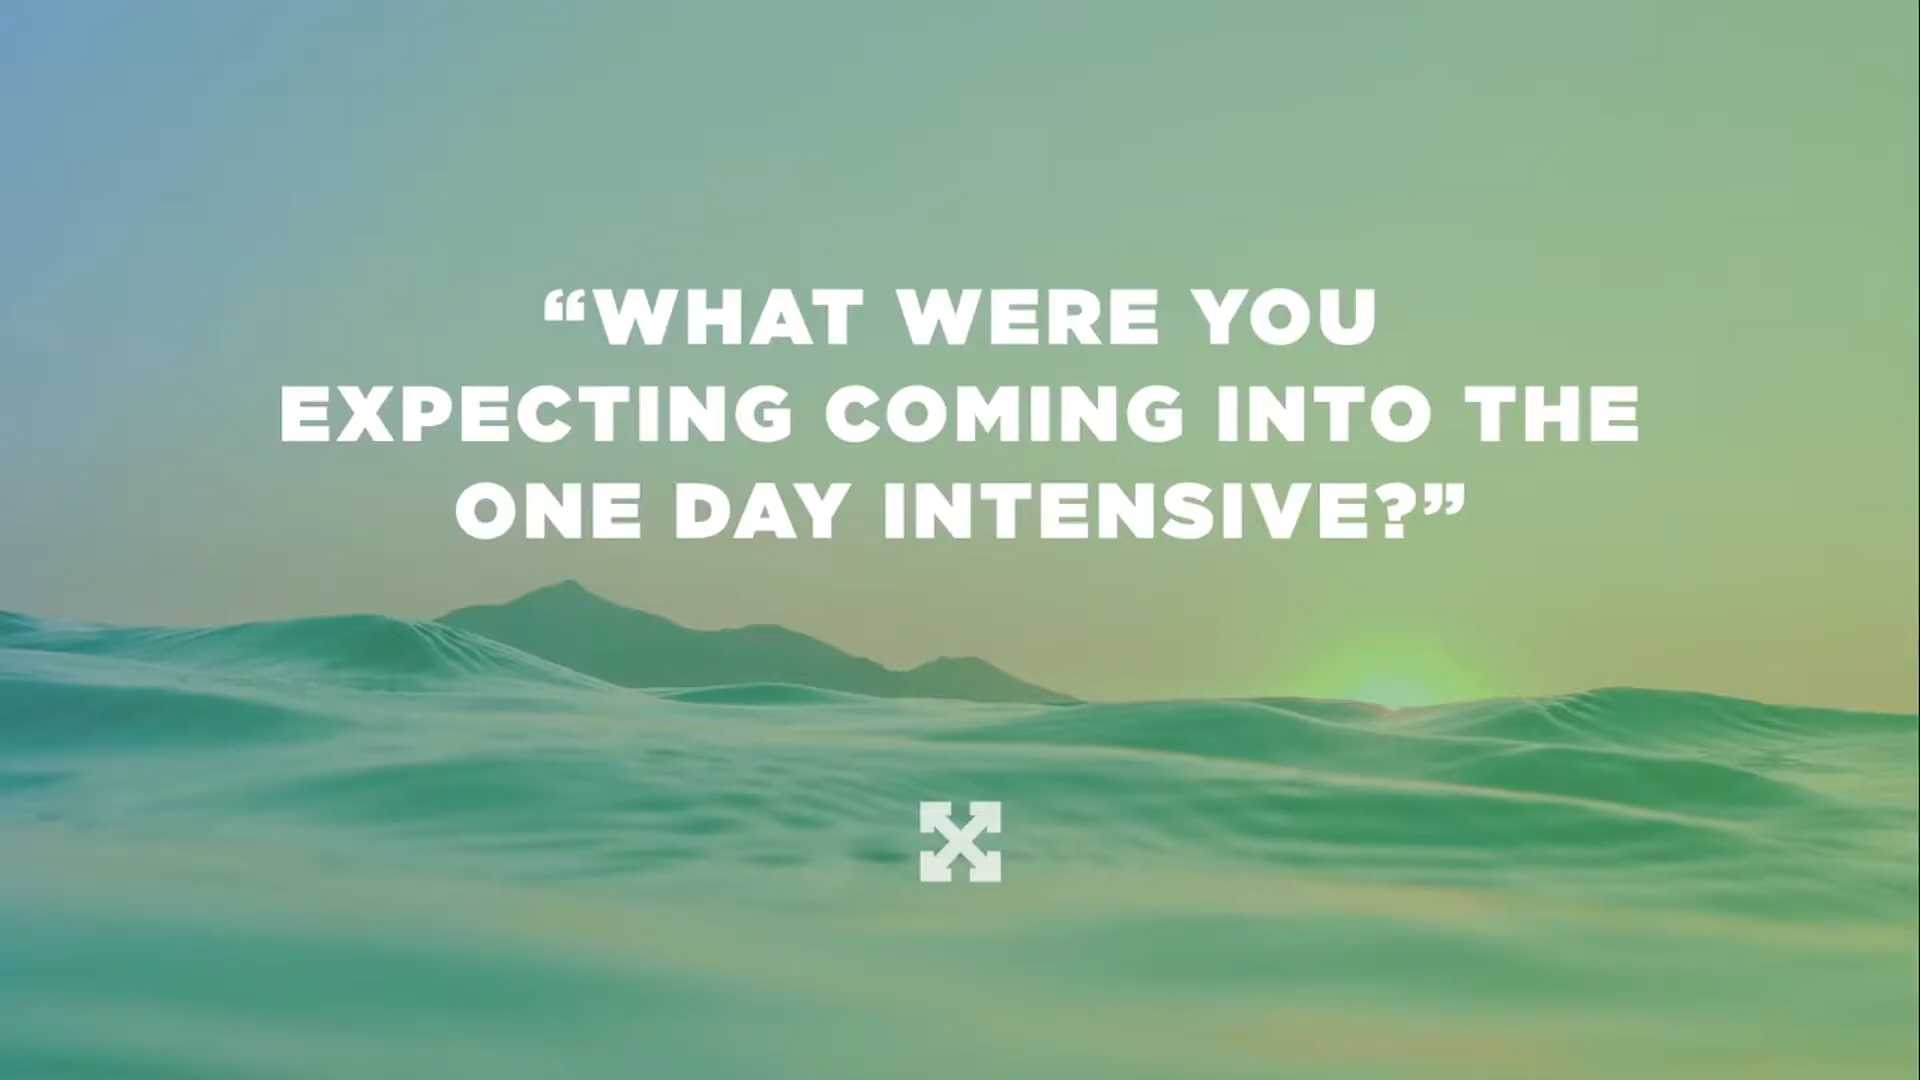 “WHAT WERE YOU
EXPECTING COMING INTO THE
ONE DAY INTENSIVE?”